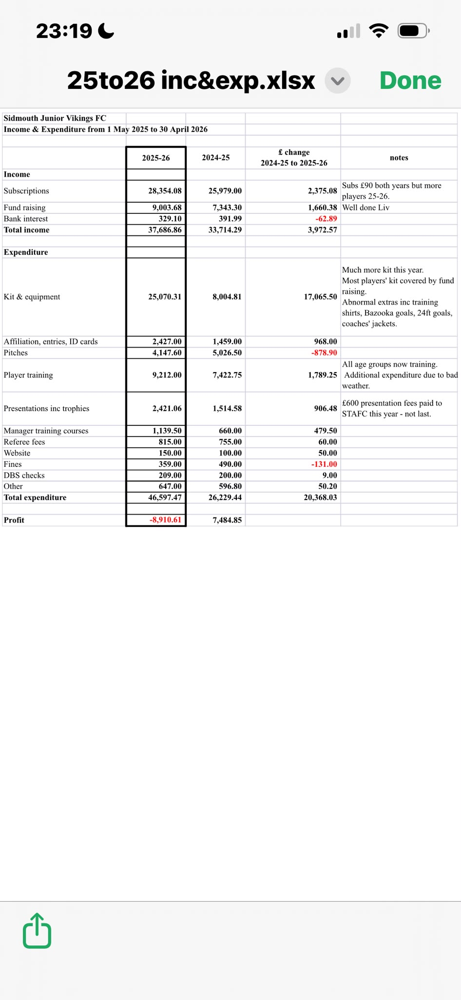 23:19
25to26 inc&exp.xlsx Done
Sidmouth Junior Vikings FC
Income & Expenditure from 1 May 2025 to 30 April 2026
2025-26 2024-25 £ change 2024-25 to 2025-26 notes
Income
Subscriptions 28,354.08 25,979.00 2,375.08 Subs £90 both years but more players 25-26.
Fund raising 9,003.68 7,343.30 1,660.38 Well done Liv
Bank interest 329.10 391.99 -62.89
Total income 37,686.86 33,714.29 3,972.57
Expenditure
Kit & equipment 25,070.31 8,004.81 17,065.50 Much more kit this year.
Most players' kit covered by fund
raising.
Abnormal extras inc training
shirts, Bazooka goals, 24ft goals,
coaches' jackets.
Affiliation, entries, ID cards 2,427.00 1,459.00 968.00
Pitches 4,147.60 5,026.50 -878.90
Player training 9,212.00 7,422.75 1,789.25 All age groups now training.
Additional expenditure due to bad
weather.
Presentations inc trophies 2,421.06 1,514.58 906.48 £600 presentation fees paid to
STAFC this year - not last.
Manager training courses 1,139.50 660.00 479.50
Referee fees 815.00 755.00 60.00
Website 150.00 100.00 50.00
Fines 359.00 490.00 -131.00
DBS checks 209.00 200.00 9.00
Other 647.00 596.80 50.20
Total expenditure 46,597.47 26,229.44 20,368.03
Profit -8,910.61 7,484.85